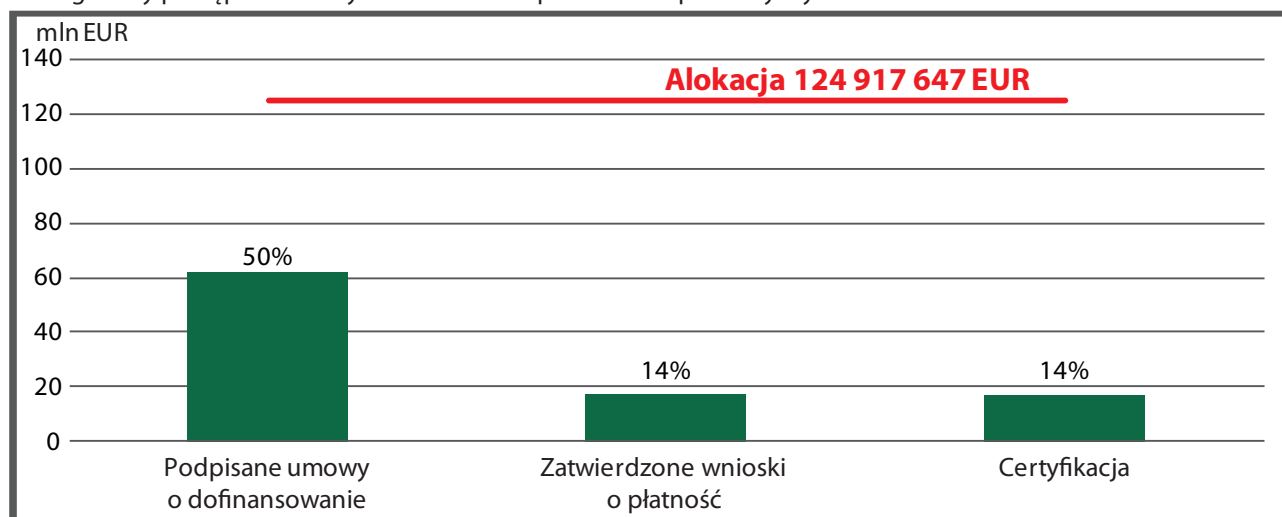 mln EUR
140
Alokacja 124 917 647 EUR
120
100
80
50%
60
40
14%
14%
20
0
Podpisane umowy
o dofinansowanie
Zatwierdzone wnioski
o płatność
Certyfikacja